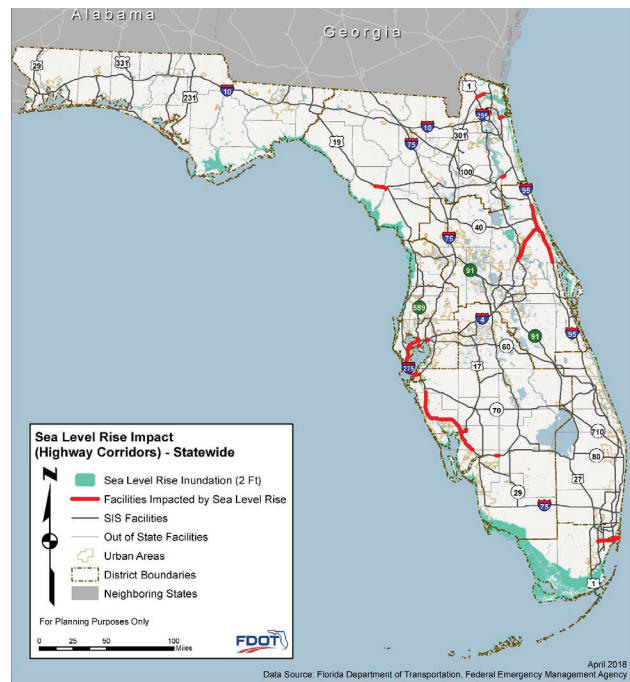 Alabama
Georgia
29
331
231
10
1
295
10
301
19
75
100
95
40
75
91
589
4
95
91
60
275
17
70
710
80
27
29
75
1
Sea Level Rise Impact
(Highway Corridors) - Statewide
N
Sea Level Rise Inundation (2 Ft)
Facilities Impacted by Sea Level Rise
SIS Facilities
Out of State Facilities
Urban Areas
District Boundaries
Neighboring States
For Planning Purposes Only
0 25 50 100
Miles
FDOT
April 2018
Data Source: Florida Department of Transportation, Federal Emergency Management Agency